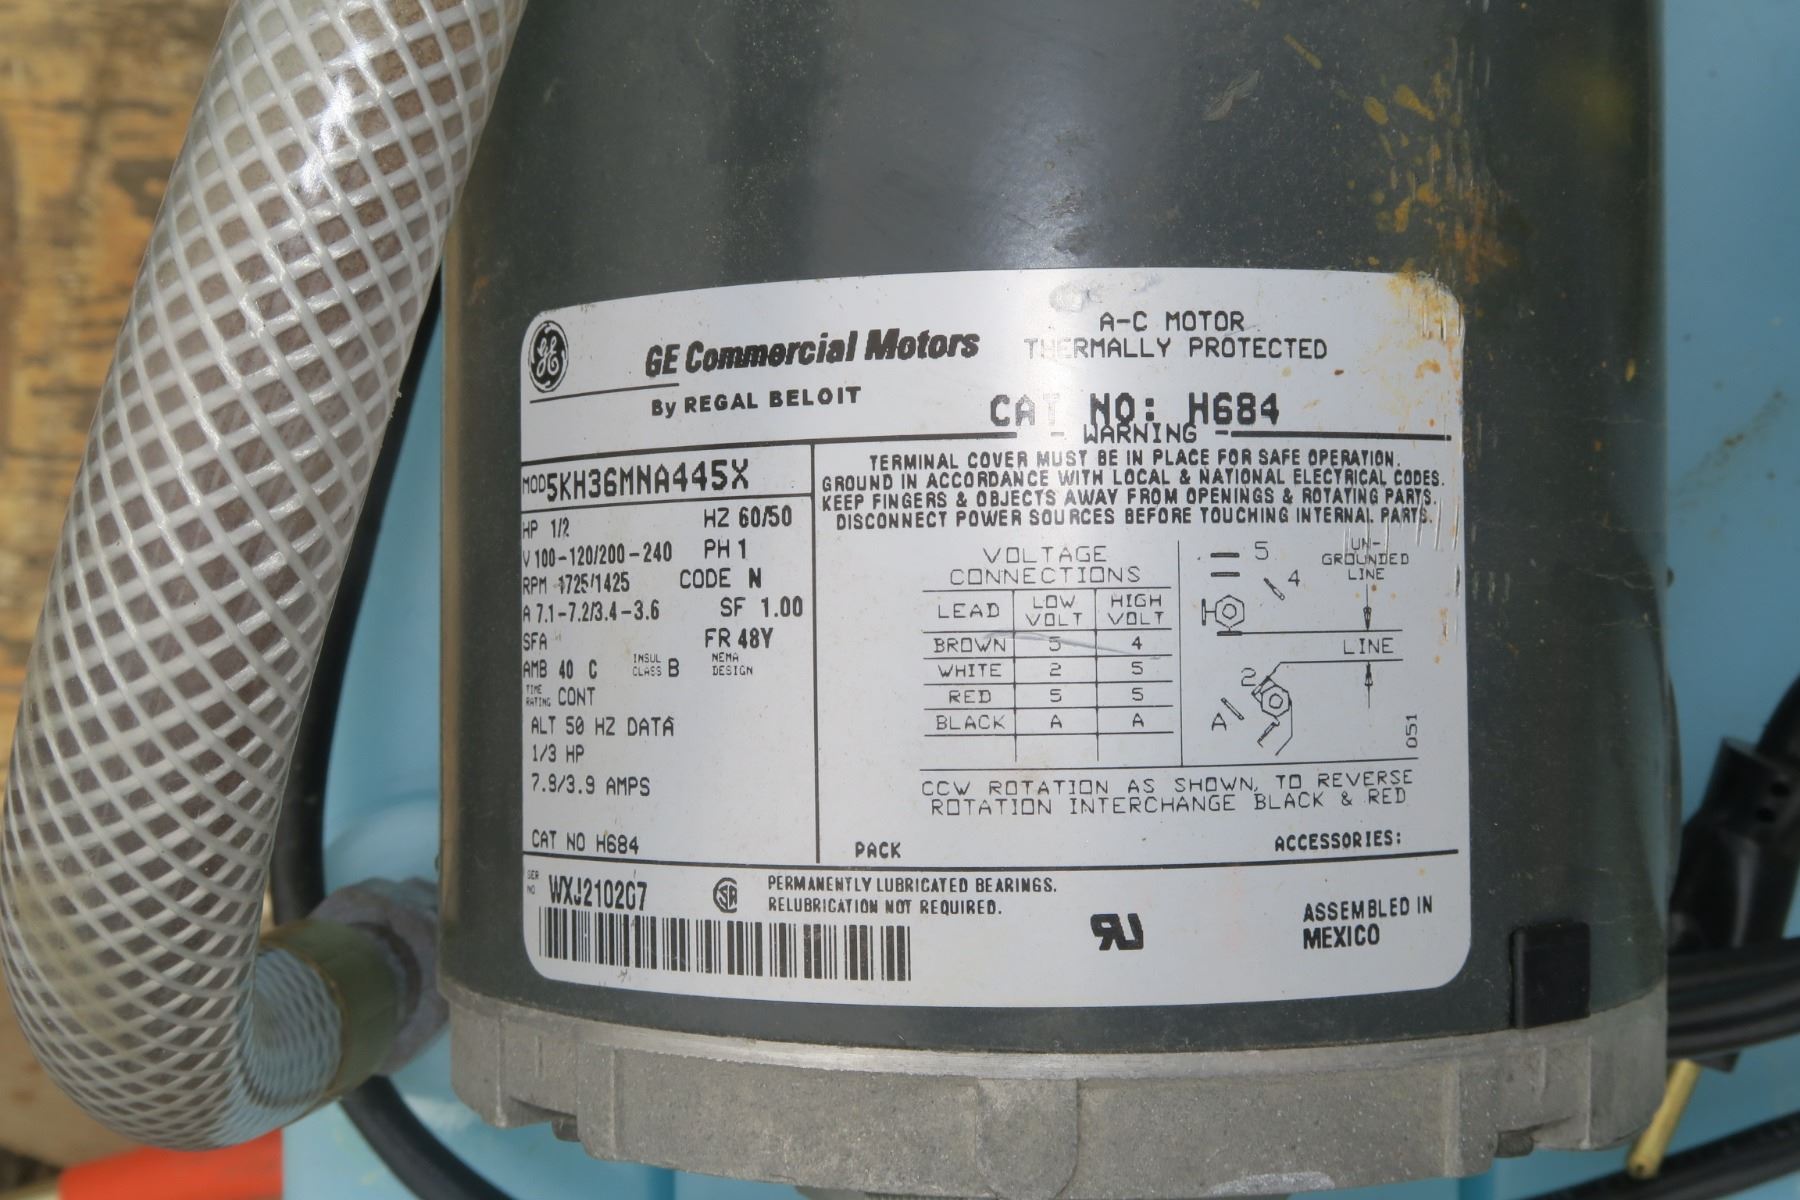 GE
GE Commercial Motors
By REGAL BELOIT
A-C MOTOR
THERMALLY PROTECTED
CAT NO: H684
- WARNING -
TERMINAL COVER MUST BE IN PLACE FOR SAFE OPERATION.
GROUND IN ACCORDANCE WITH LOCAL & NATIONAL ELECTRICAL CODES.
KEEP FINGERS & OBJECTS AWAY FROM OPENINGS & ROTATING PARTS.
DISCONNECT POWER SOURCES BEFORE TOUCHING INTERNAL PARTS.
MOD 5KH36MNA445X
HP 1/2 HZ 60/50
V 100-120/200-240 PH 1
RPM 1725/1425 CODE N
A 7.1-7.2/3.4-3.6 SF 1.00
SFA FR 48Y
AMB 40 C INSUL CLASS B NEMA DESIGN
TIME RATING CONT
ALT 50 HZ DATA
1/3 HP
7.9/3.9 AMPS
CAT NO H684
VOLTAGE
CONNECTIONS
LEAD LOW VOLT HIGH VOLT
BROWN 5 4
WHITE 2 5
RED 5 5
BLACK A A
5
4
UN-
GROUNDED
LINE
LINE
2
A
051
CCW ROTATION AS SHOWN, TO REVERSE
ROTATION INTERCHANGE BLACK & RED
PACK ACCESSORIES:
SER NO WXJ210207
PERMANENTLY LUBRICATED BEARINGS.
RELUBRICATION NOT REQUIRED.
ASSEMBLED IN
MEXICO